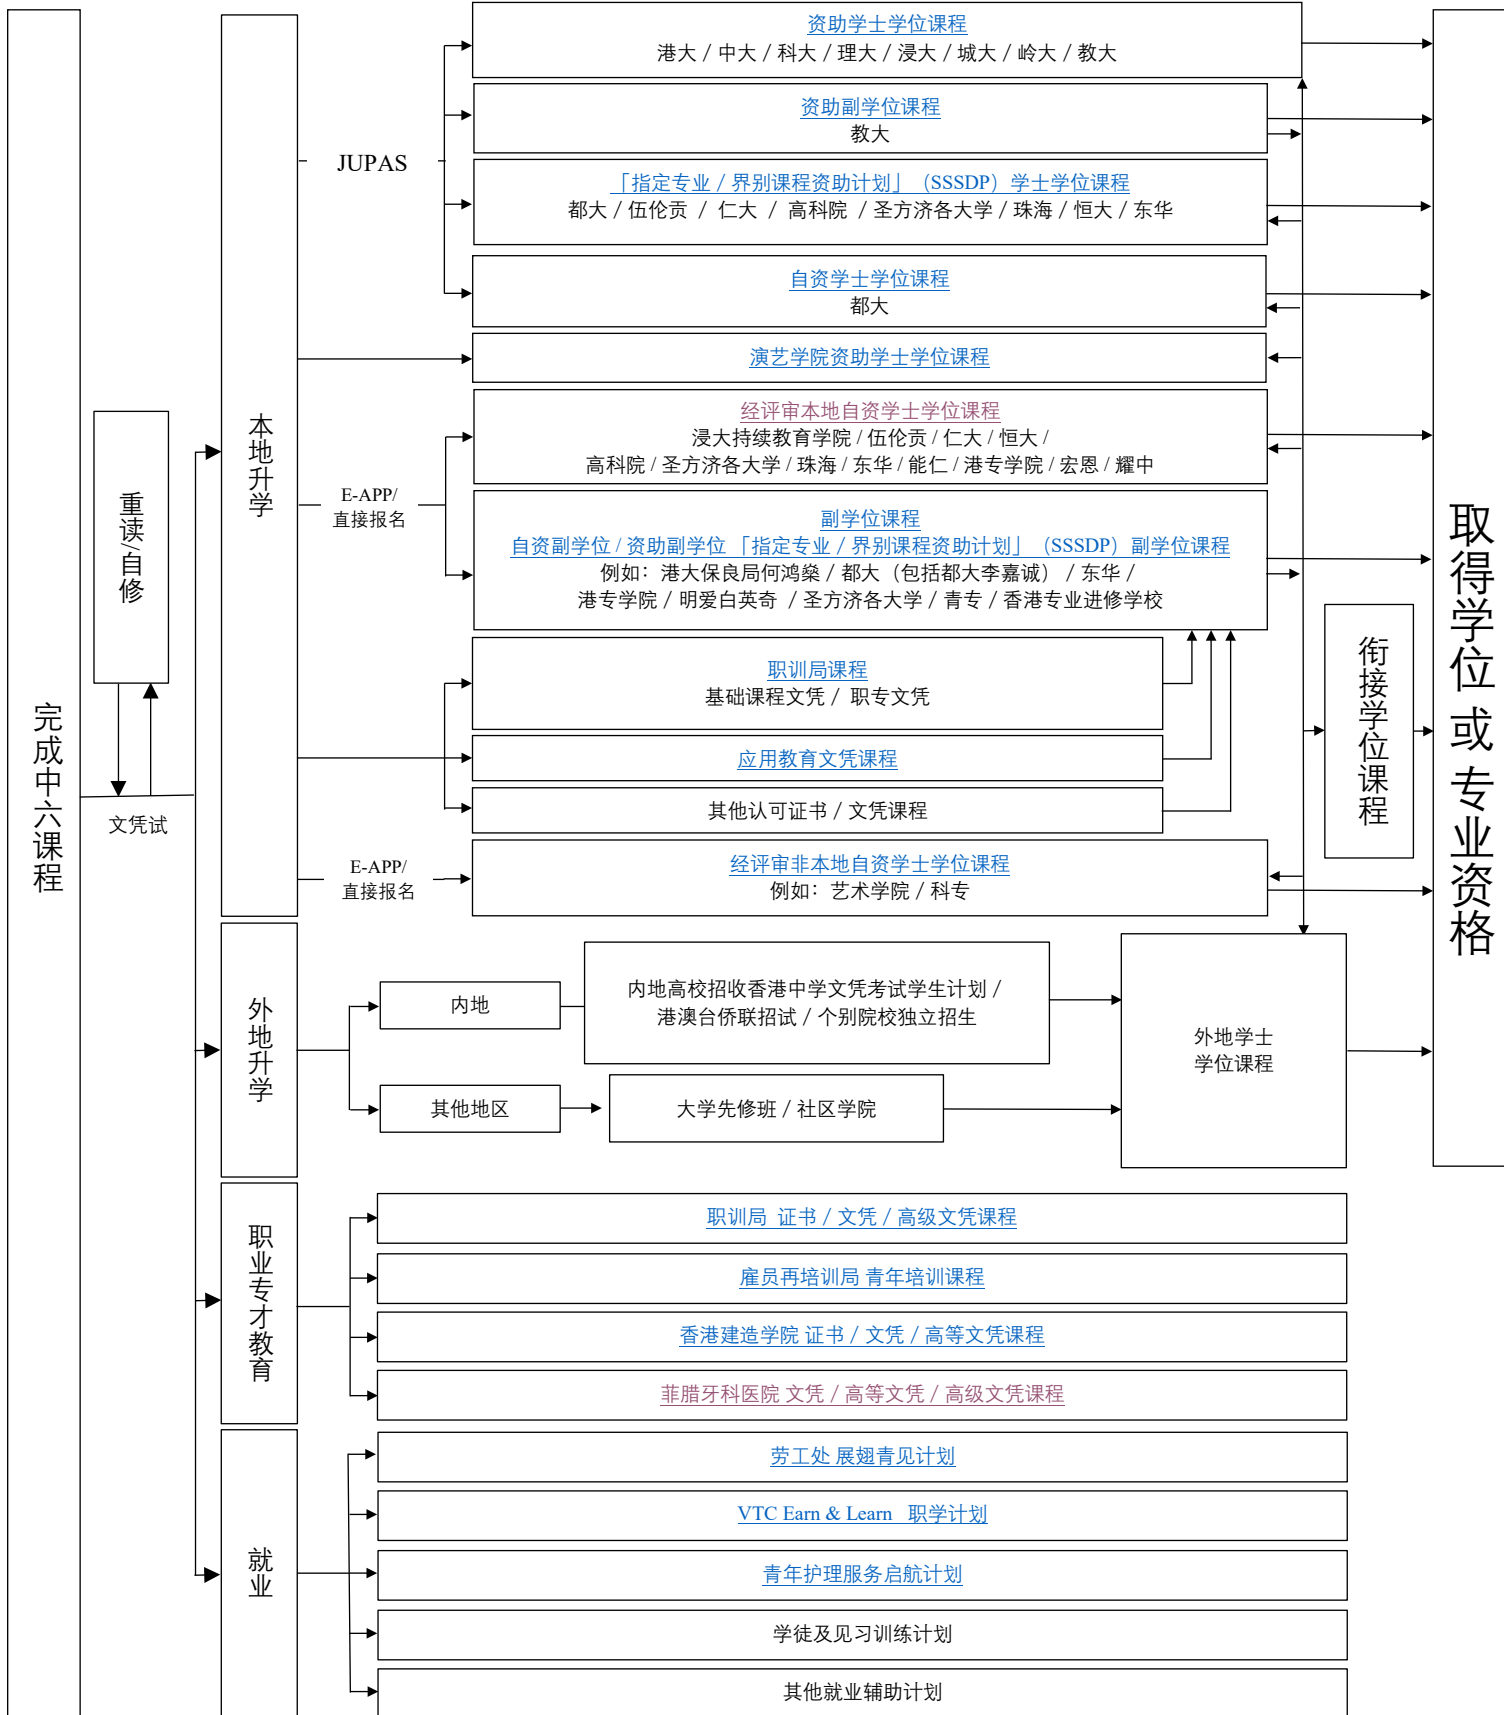 完成中六课程
重读/自修
文凭试
本地升学
JUPAS
资助学士学位课程
港大 / 中大 / 科大 / 理大 / 浸大 / 城大 / 岭大 / 教大
资助副学位课程
教大
「指定专业 / 界别课程资助计划」（SSSDP）学士学位课程
都大 / 伍伦贡 / 仁大 / 高科院 / 圣方济各大学 / 珠海 / 恒大 / 东华
自资学士学位课程
都大
演艺学院资助学士学位课程
E-APP/
直接报名
经评审本地自资学士学位课程
浸大持续教育学院 / 伍伦贡 / 仁大 / 恒大 /
高科院 / 圣方济各大学 / 珠海 / 东华 / 能仁 / 港专学院 / 宏恩 / 耀中
副学位课程
自资副学位 / 资助副学位 「指定专业 / 界别课程资助计划」（SSSDP）副学位课程
例如：港大保良局何鸿燊 / 都大（包括都大李嘉诚）/ 东华 /
港专学院 / 明爱白英奇 / 圣方济各大学 / 青专 / 香港专业进修学校
职训局课程
基础课程文凭 / 职专文凭
应用教育文凭课程
其他认可证书 / 文凭课程
E-APP/
直接报名
经评审非本地自资学士学位课程
例如：艺术学院 / 科专
衔接学位课程
取得学位或专业资格
外地升学
内地
内地高校招收香港中学文凭考试学生计划 /
港澳台侨联招试 / 个别院校独立招生
其他地区
大学先修班 / 社区学院
外地学士
学位课程
职业专才教育
职训局 证书 / 文凭 / 高级文凭课程
雇员再培训局 青年培训课程
香港建造学院 证书 / 文凭 / 高等文凭课程
菲腊牙科医院 文凭 / 高等文凭 / 高级文凭课程
就业
劳工处 展翅青见计划
VTC Earn & Learn 职学计划
青年护理服务启航计划
学徒及见习训练计划
其他就业辅助计划